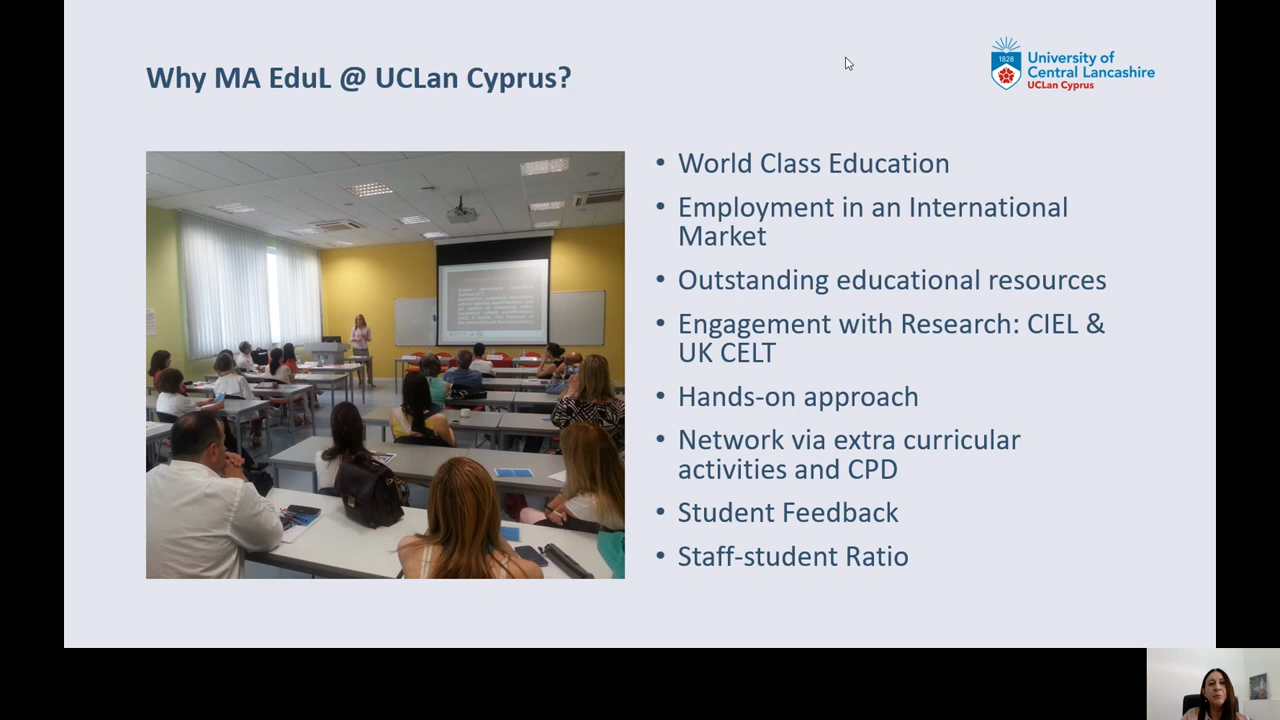 Why MA EduL @ UCLan Cyprus?
1828
University of
Central Lancashire
UCLan Cyprus
• World Class Education
• Employment in an International
Market
• Outstanding educational resources
• Engagement with Research: CIEL &
UK CELT
• Hands-on approach
• Network via extra curricular
activities and CPD
• Student Feedback
• Staff-student Ratio